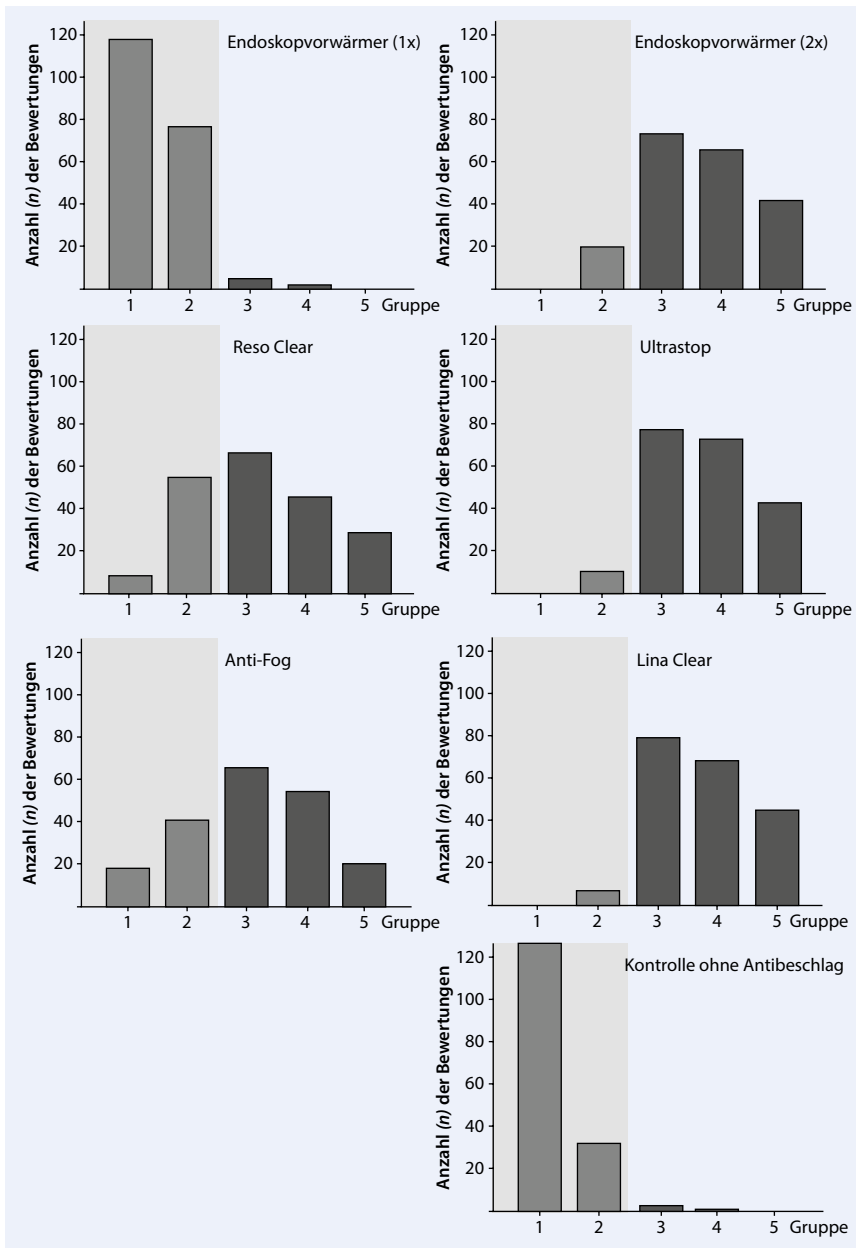 Anzahl (n) der Bewertungen
120
100
80
60
40
20
Endoskopvorwärmer (1x)
1 2 3 4 5 Gruppe
Anzahl (n) der Bewertungen
120
100
80
60
40
20
Endoskopvorwärmer (2x)
1 2 3 4 5 Gruppe
Anzahl (n) der Bewertungen
120
100
80
60
40
20
Reso Clear
1 2 3 4 5 Gruppe
Anzahl (n) der Bewertungen
120
100
80
60
40
20
Ultrastop
1 2 3 4 5 Gruppe
Anzahl (n) der Bewertungen
120
100
80
60
40
20
Anti-Fog
1 2 3 4 5 Gruppe
Anzahl (n) der Bewertungen
120
100
80
60
40
20
Lina Clear
1 2 3 4 5 Gruppe
Anzahl (n) der Bewertungen
120
100
80
60
40
20
Kontrolle ohne Antibeschlag
1 2 3 4 5 Gruppe